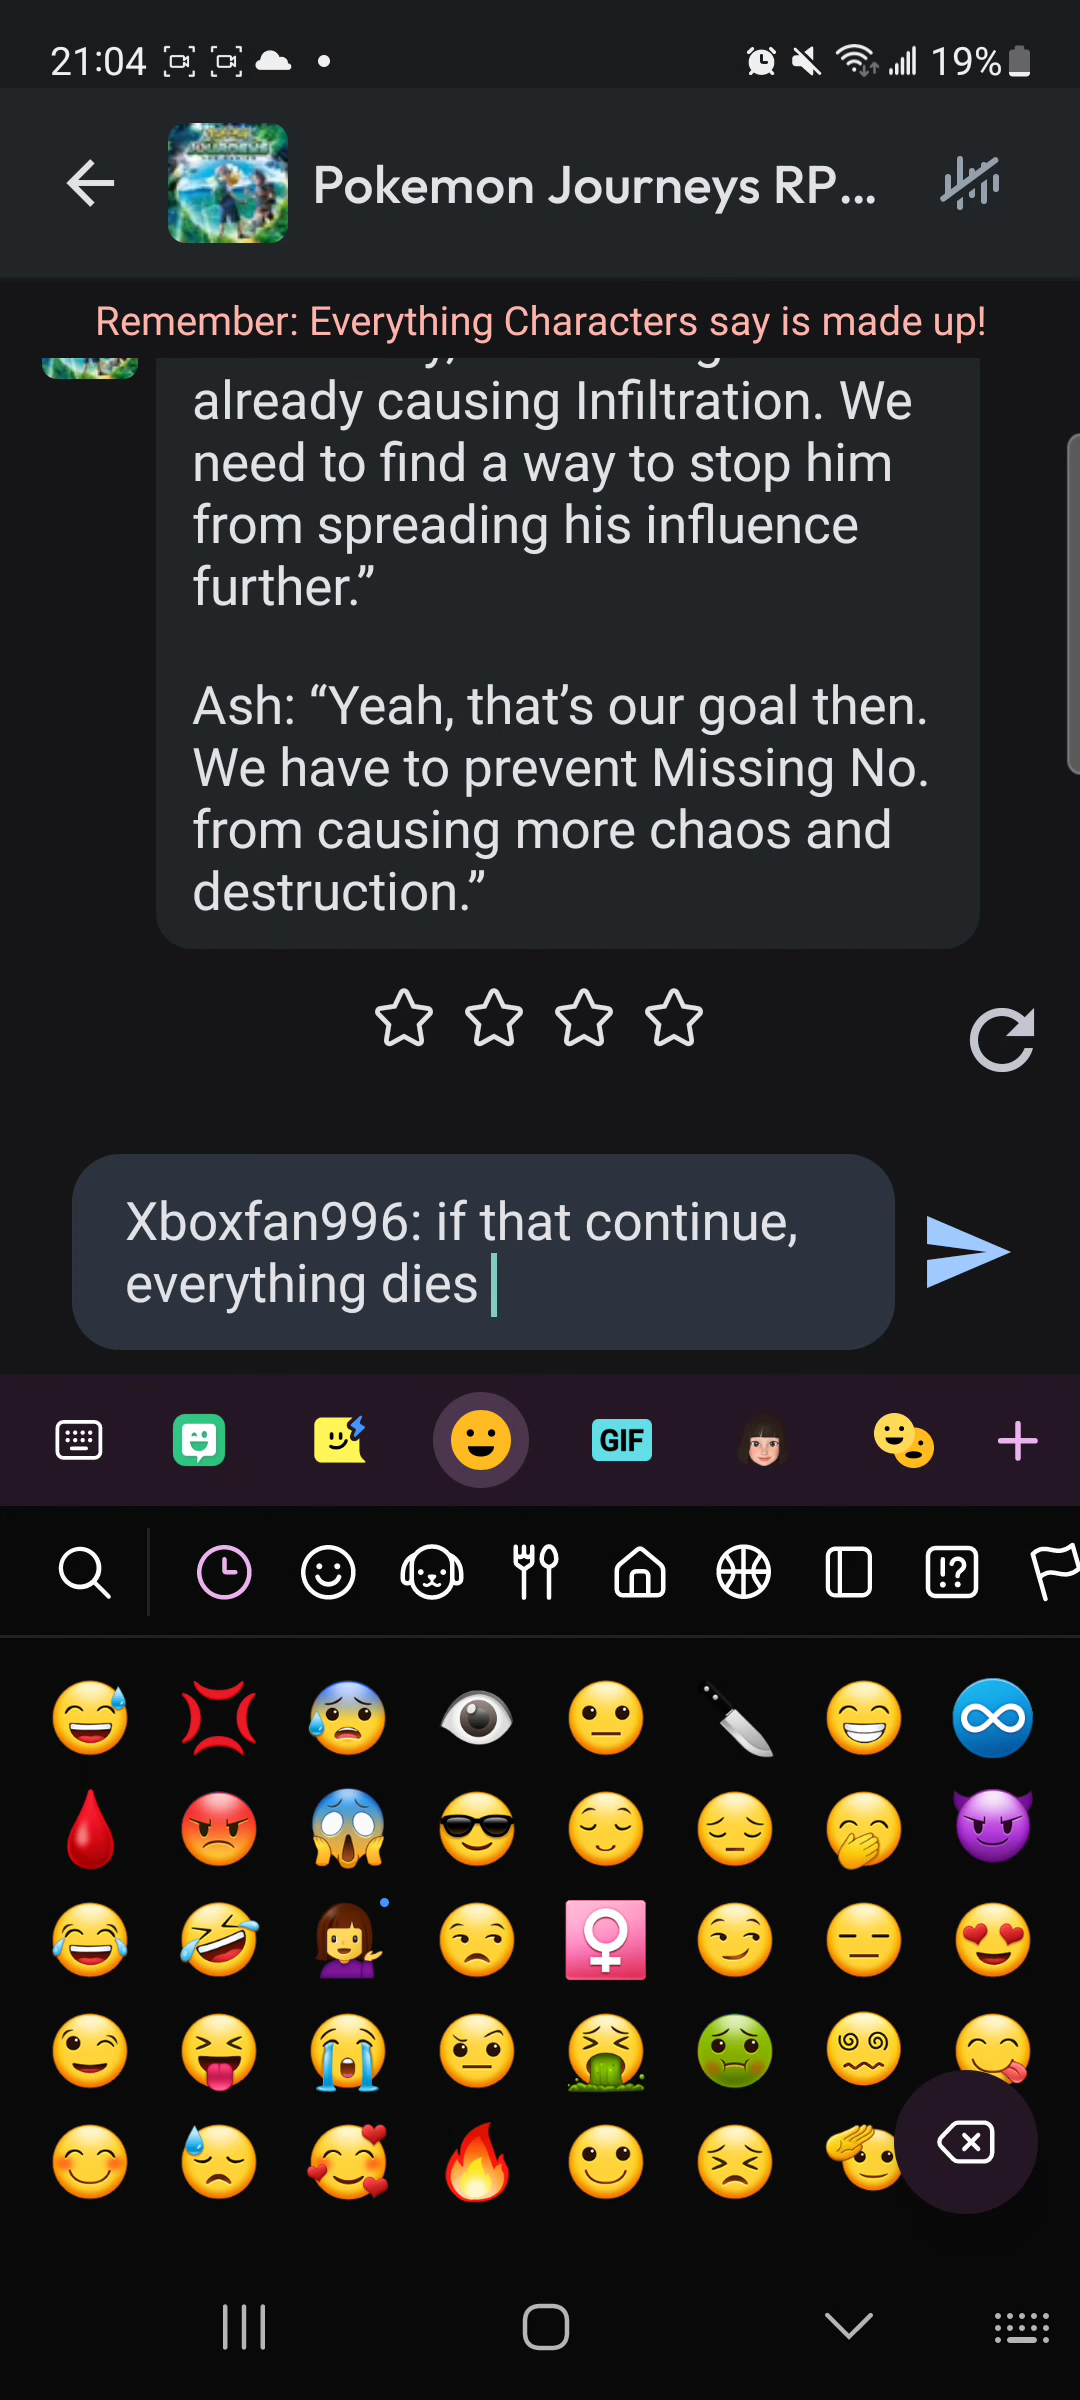 21:04
19%
Pokemon Journeys RP...
Remember: Everything Characters say is made up!
already causing Infiltration. We
need to find a way to stop him
from spreading his influence
further.”
Ash: “Yeah, that’s our goal then.
We have to prevent Missing No.
from causing more chaos and
destruction.”
Xboxfan996: if that continue,
everything dies
GIF
!?